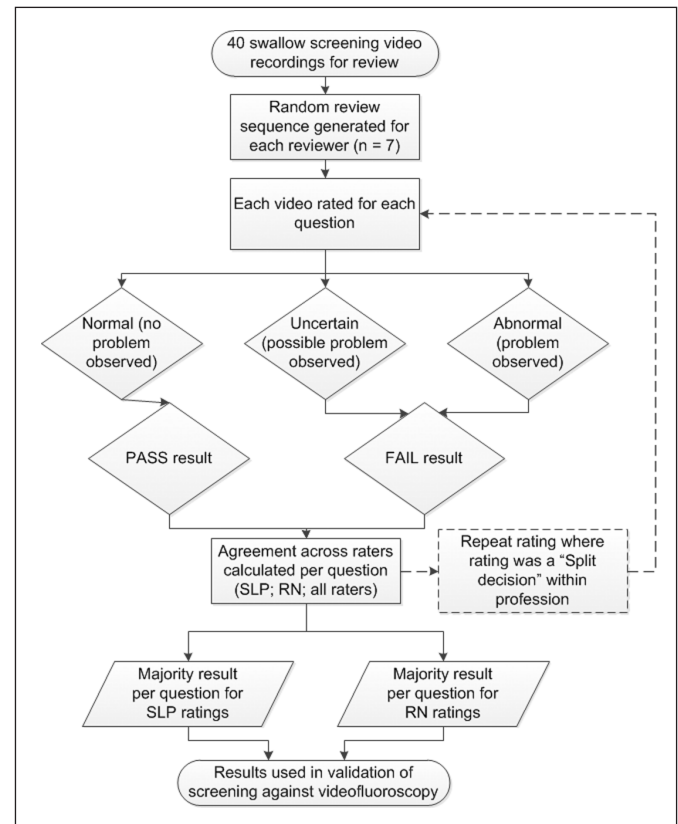 40 swallow screening video
recordings for review
Random review
sequence generated for
each reviewer (n = 7)
Each video rated for each
question
Normal (no
problem
observed)
Uncertain
(possible problem
observed)
Abnormal
(problem
observed)
PASS result
FAIL result
Agreement across raters
calculated per question
(SLP; RN; all raters)
Repeat rating where
rating was a “Split
decision” within
profession
Majority result
per question for
SLP ratings
Majority result
per question for
RN ratings
Results used in validation of
screening against videofluoroscopy